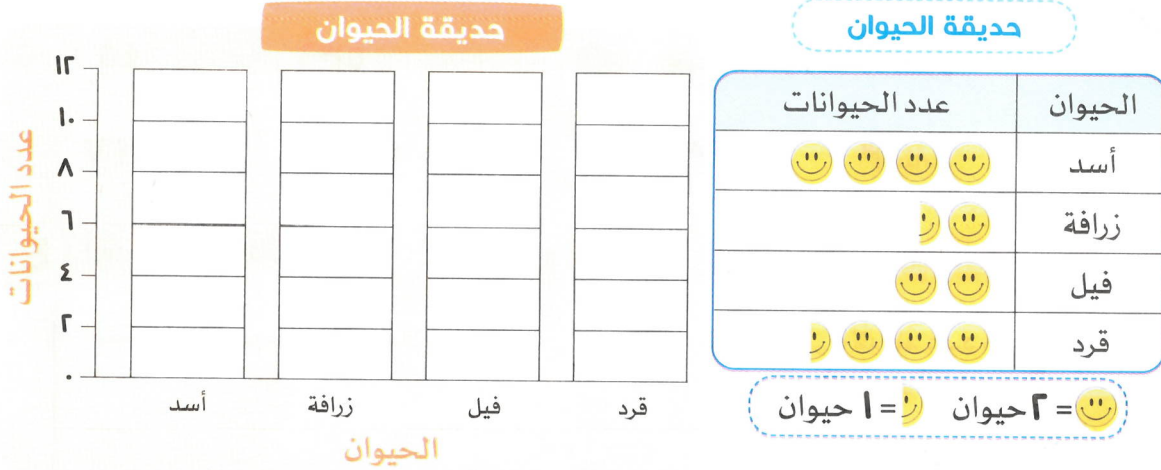 حديقة الحيوان
الحيوان عدد الحيوانات
أسد
زرافة
فيل
قرد
= ٢ حيوان = ١ حيوان
حديقة الحيوان
عدد الحيوانات
١٢
١٠
٨
٦
٤
٢
٠
أسد زرافة فيل قرد
الحيوان